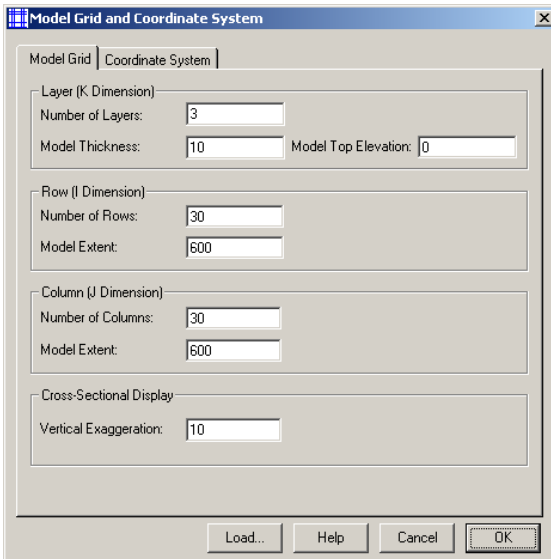 Model Grid and Coordinate System
Model Grid Coordinate System
Layer (K Dimension)
Number of Layers: 3
Model Thickness: 10 Model Top Elevation: 0
Row (I Dimension)
Number of Rows: 30
Model Extent: 600
Column (J Dimension)
Number of Columns: 30
Model Extent: 600
Cross-Sectional Display
Vertical Exaggeration: 10
Load... Help Cancel OK